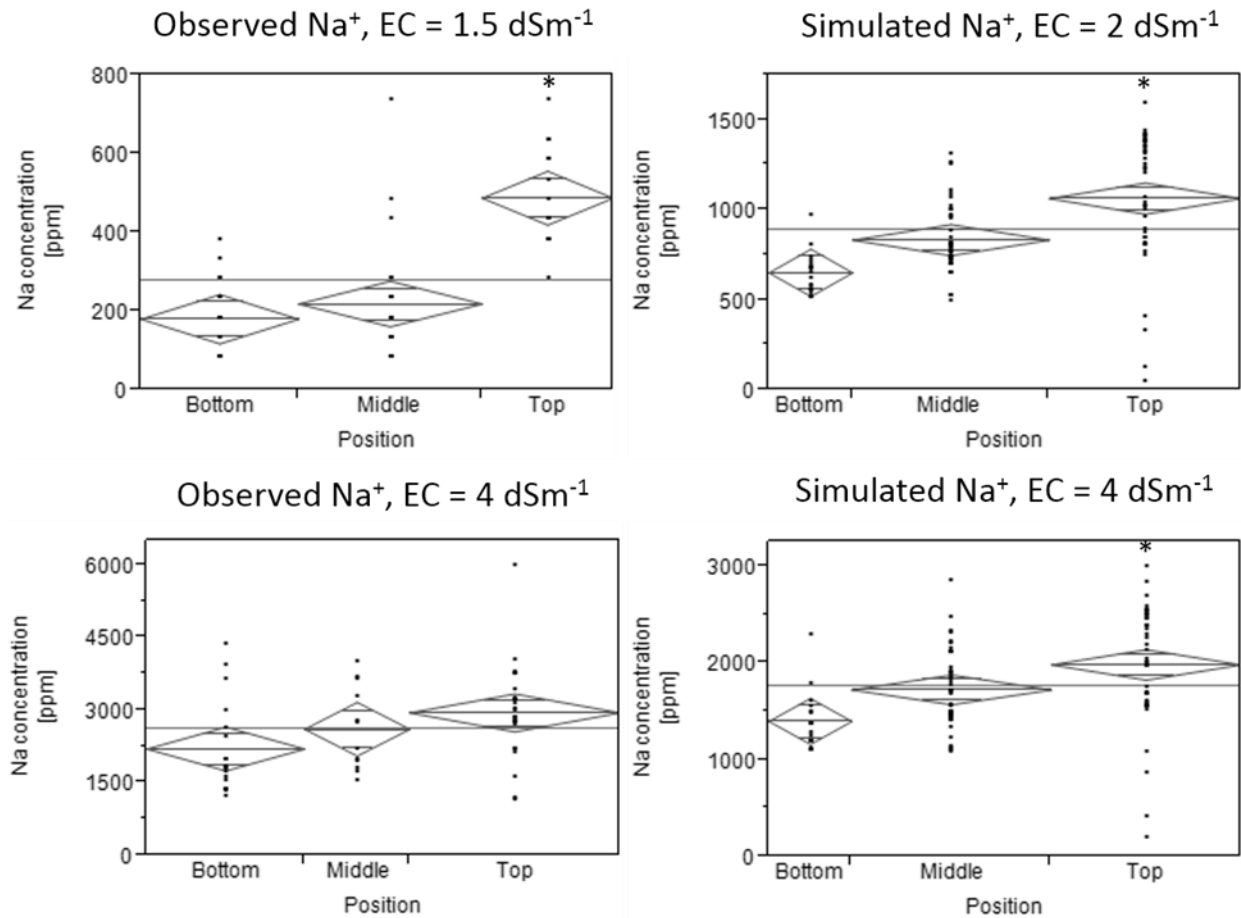 Observed Na⁺, EC = 1.5 dSm⁻¹
*
800
600
400
200
0
Na concentration
[ppm]
Bottom Middle Top
Position
Simulated Na⁺, EC = 2 dSm⁻¹
*
1500
1000
500
0
Na concentration
[ppm]
Bottom Middle Top
Position
Observed Na⁺, EC = 4 dSm⁻¹
6000
4500
3000
1500
0
Na concentration
[ppm]
Bottom Middle Top
Position
Simulated Na⁺, EC = 4 dSm⁻¹
*
3000
2000
1000
0
Na concentration
[ppm]
Bottom Middle Top
Position